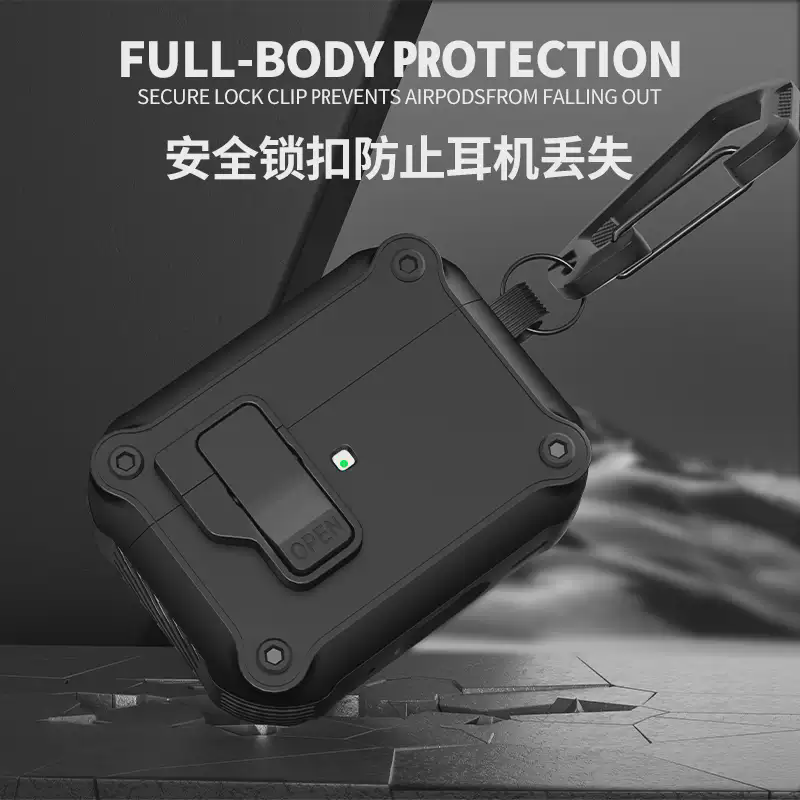 FULL-BODY PROTECTION
SECURE LOCK CLIP PREVENTS AIRPODSFROM FALLING OUT
安全锁扣防止耳机丢失
OPEN